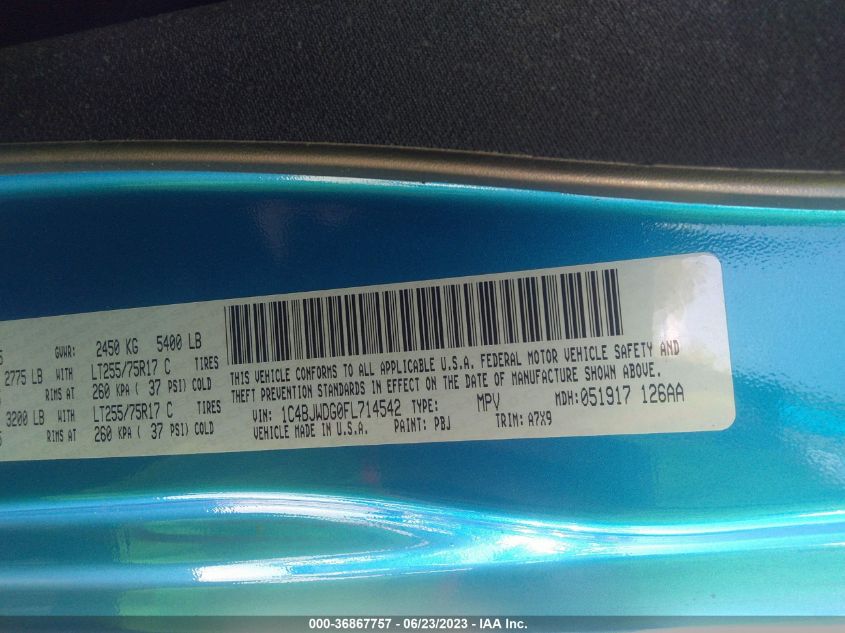 GVWR: 2450 KG 5400 LB
2775 LB WITH LT255/75R17 C TIRES
RIMS AT 260 KPA ( 37 PSI) COLD
3200 LB WITH LT255/75R17 C TIRES
RIMS AT 260 KPA ( 37 PSI) COLD
THIS VEHICLE CONFORMS TO ALL APPLICABLE U.S.A. FEDERAL MOTOR VEHICLE SAFETY AND
THEFT PREVENTION STANDARDS IN EFFECT ON THE DATE OF MANUFACTURE SHOWN ABOVE.
VIN: 1C4BJWDG0FL714542 TYPE: MPV MDH:051917 126AA
VEHICLE MADE IN U.S.A. PAINT: PBJ TRIM: A7X9
000-36867757 - 06/23/2023 - IAA Inc.